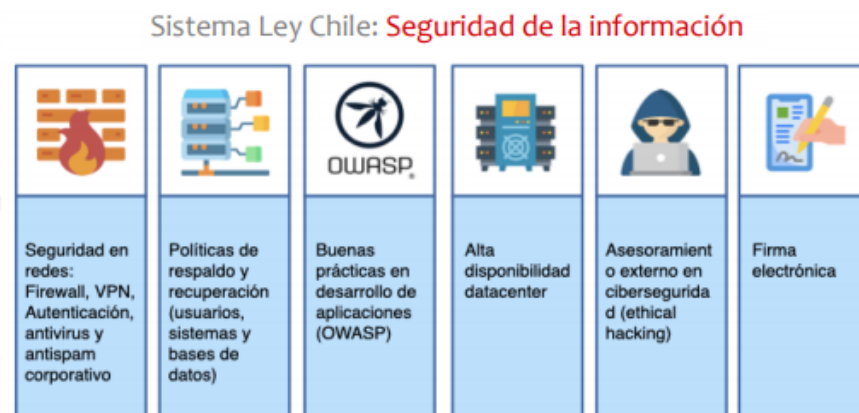 Sistema Ley Chile: Seguridad de la información
OWASP
Seguridad en
redes:
Firewall, VPN,
Autenticación,
antivirus y
antispam
corporativo
Políticas de
respaldo y
recuperación
(usuarios,
sistemas y
bases de
datos)
Buenas
prácticas en
desarrollo de
aplicaciones
(OWASP)
Alta
disponibilidad
datacenter
Asesoramient
o externo en
cibersegurida
d (ethical
hacking)
Firma
electrónica